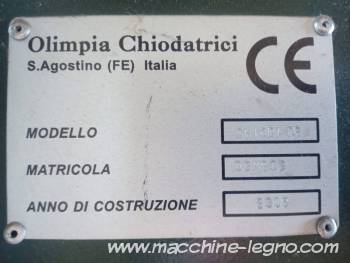 Olimpia Chiodatrici
S.Agostino (FE) Italia
CE
MODELLO
MATRICOLA
ANNO DI COSTRUZIONE
www.macchine-legno.com